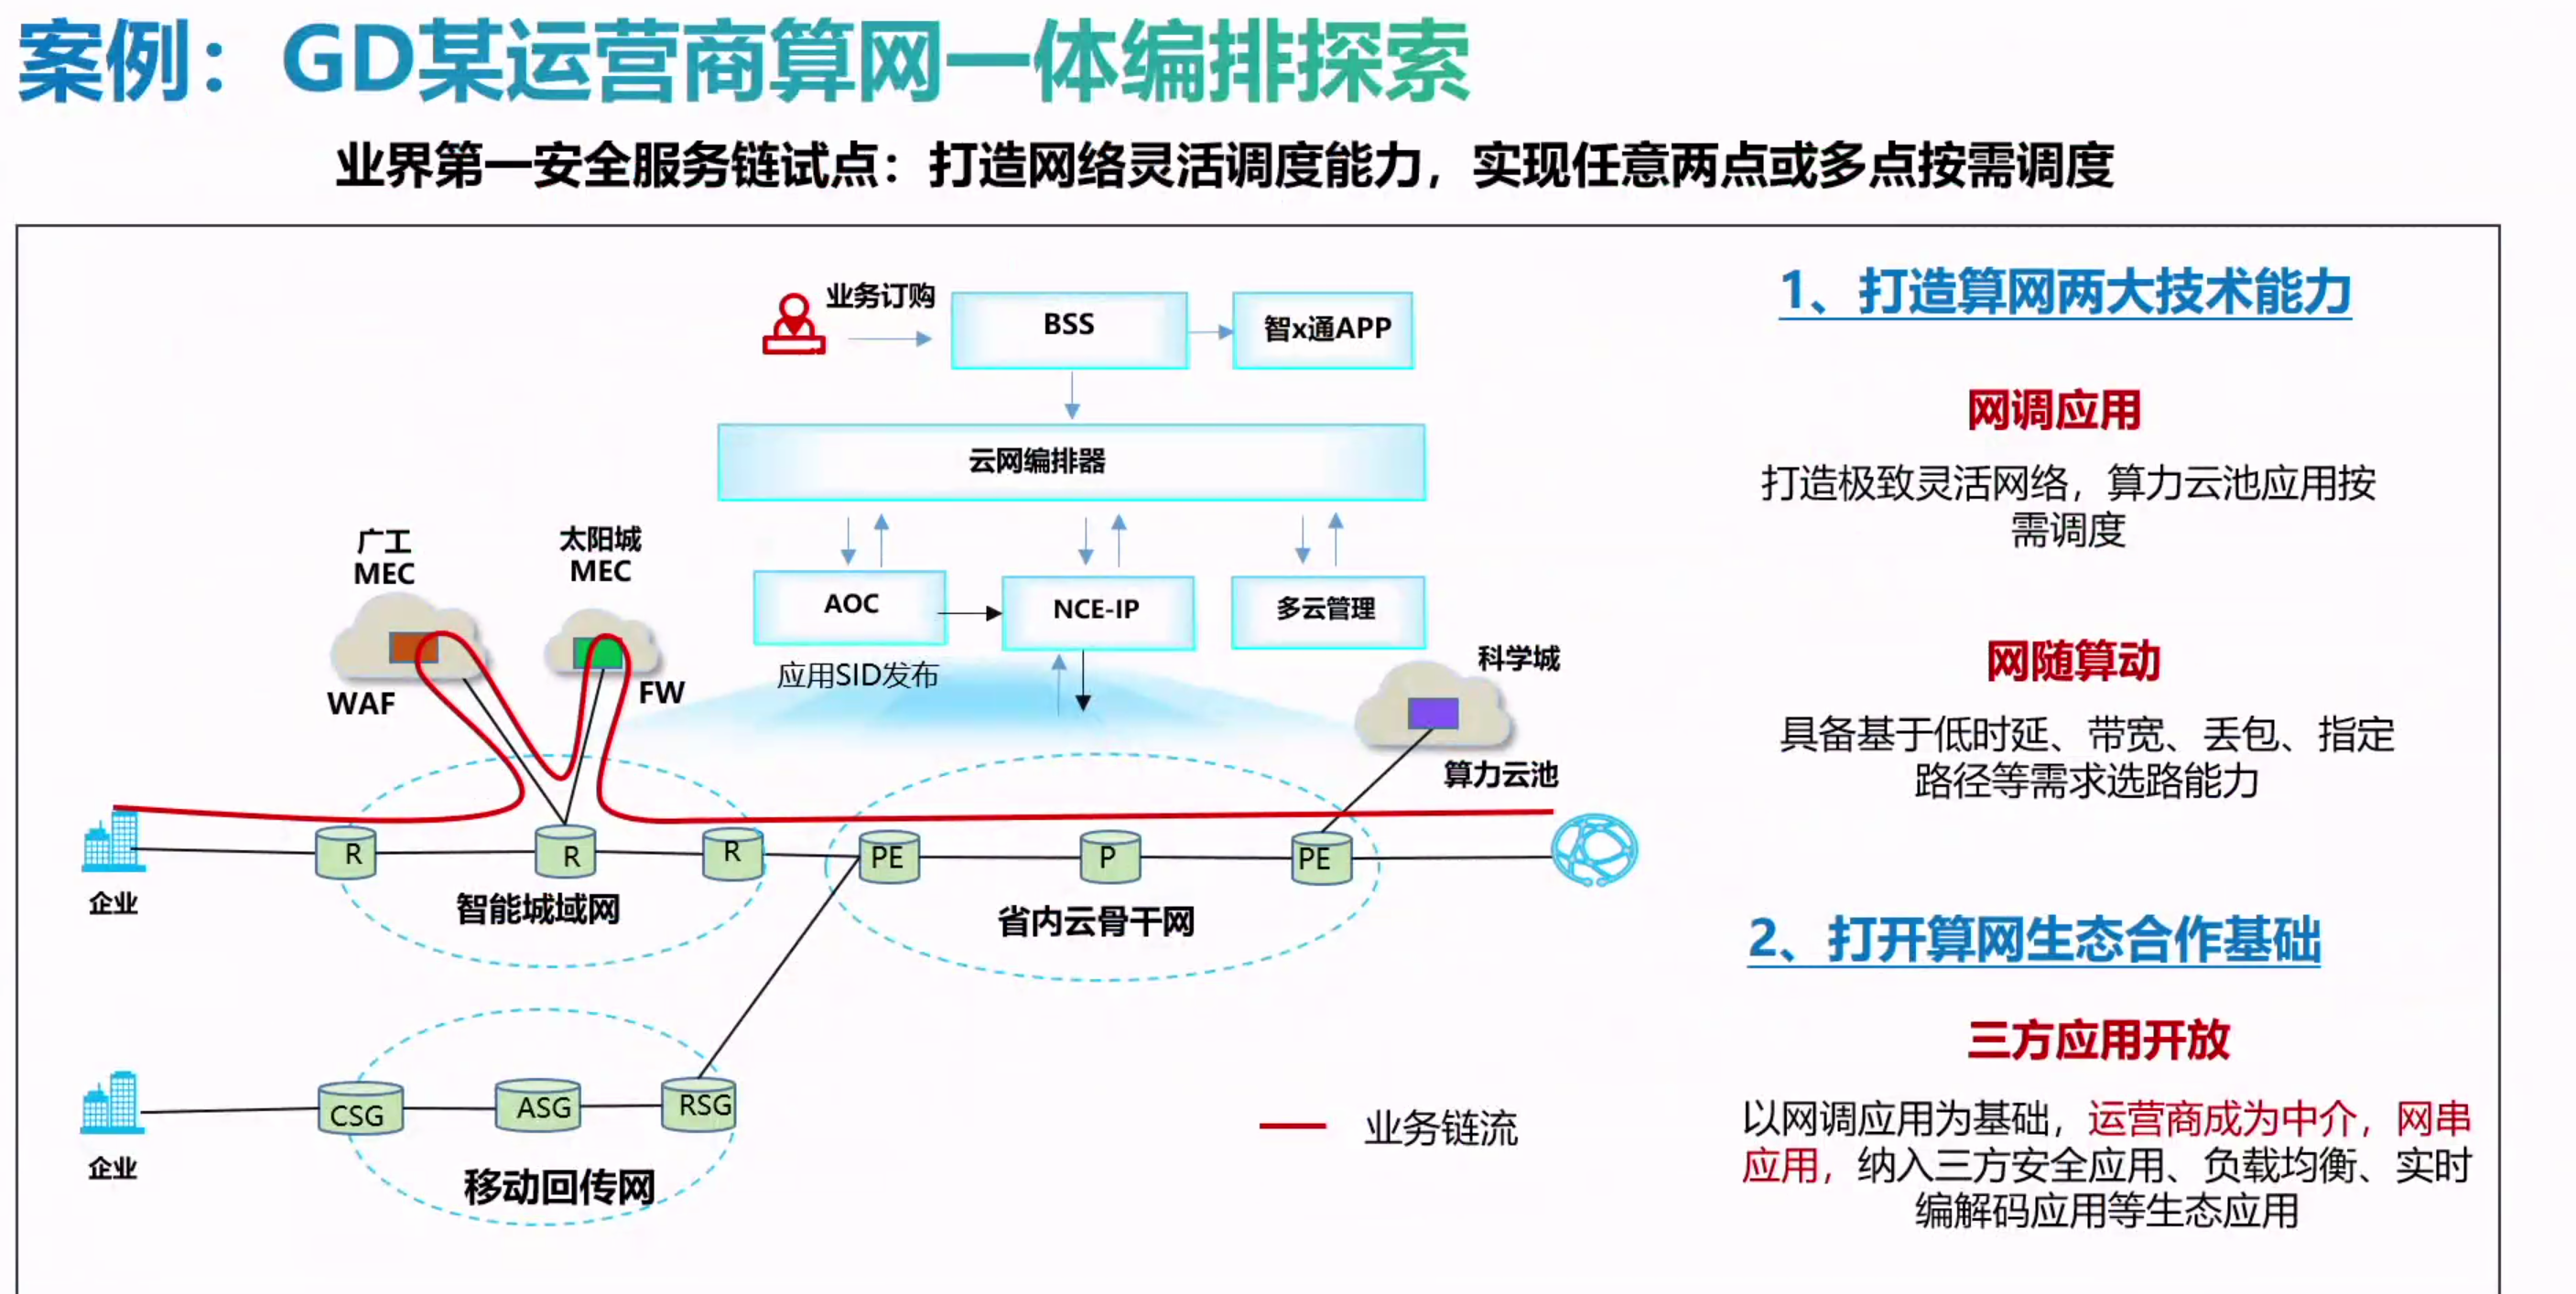 案例：GD某运营商算网一体编排探索
业界第一安全服务链试点：打造网络灵活调度能力，实现任意两点或多点按需调度
业务订购
BSS
智x通APP
云网编排器
AOC
NCE-IP
多云管理
应用SID发布
广工
MEC
太阳城
MEC
WAF
FW
科学城
算力云池
企业
R
R
R
PE
P
PE
智能城域网
省内云骨干网
企业
CSG
ASG
RSG
移动回传网
业务链流
1、打造算网两大技术能力
网调应用
打造极致灵活网络，算力云池应用按
需调度
网随算动
具备基于低时延、带宽、丢包、指定
路径等需求选路能力
2、打开算网生态合作基础
三方应用开放
以网调应用为基础，运营商成为中介，网串
应用，纳入三方安全应用、负载均衡、实时
编解码应用等生态应用